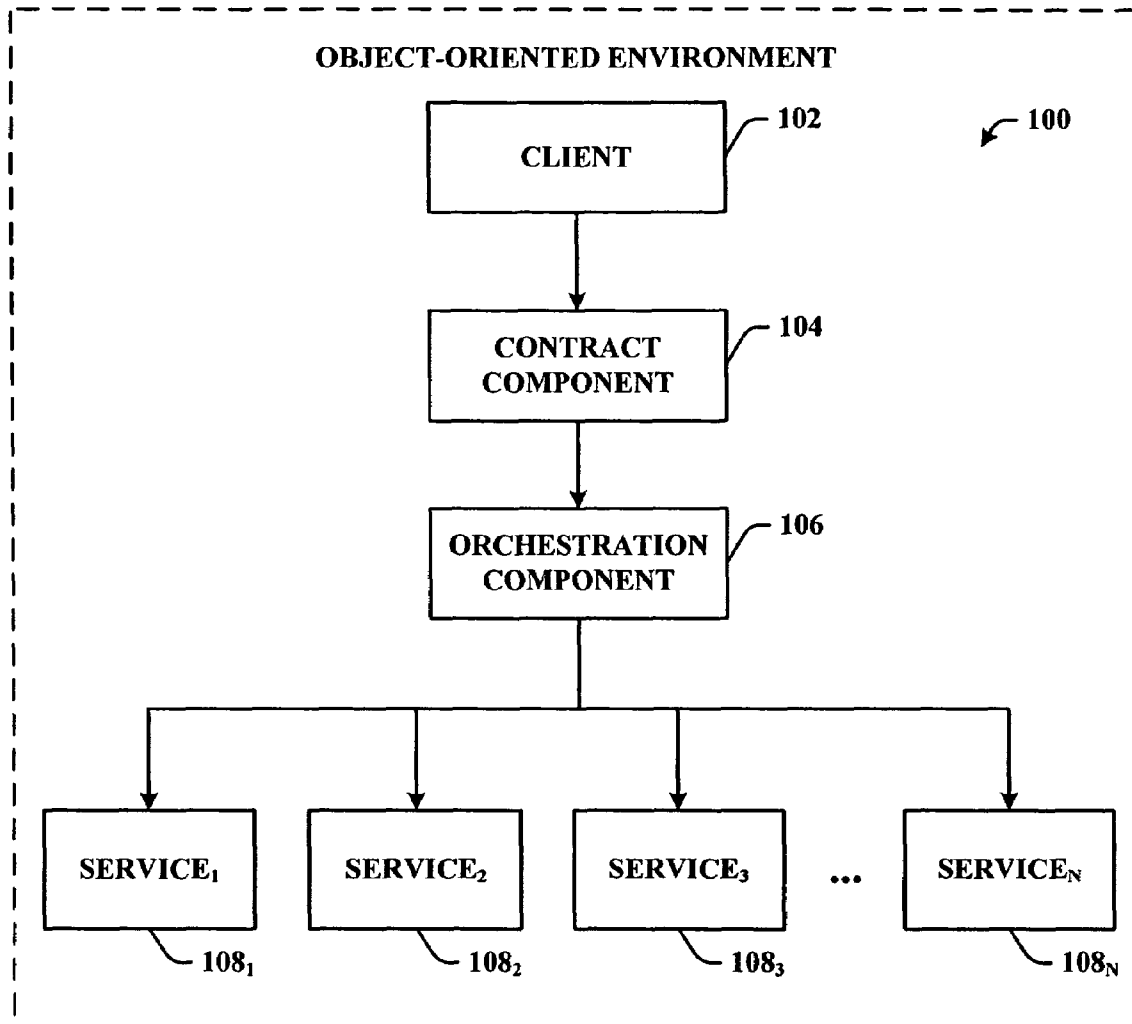 OBJECT-ORIENTED ENVIRONMENT
102
100
CLIENT
104
CONTRACT
COMPONENT
106
ORCHESTRATION
COMPONENT
SERVICE₁
SERVICE₂
SERVICE₃
...
SERVICEN
108₁
108₂
108₃
108N